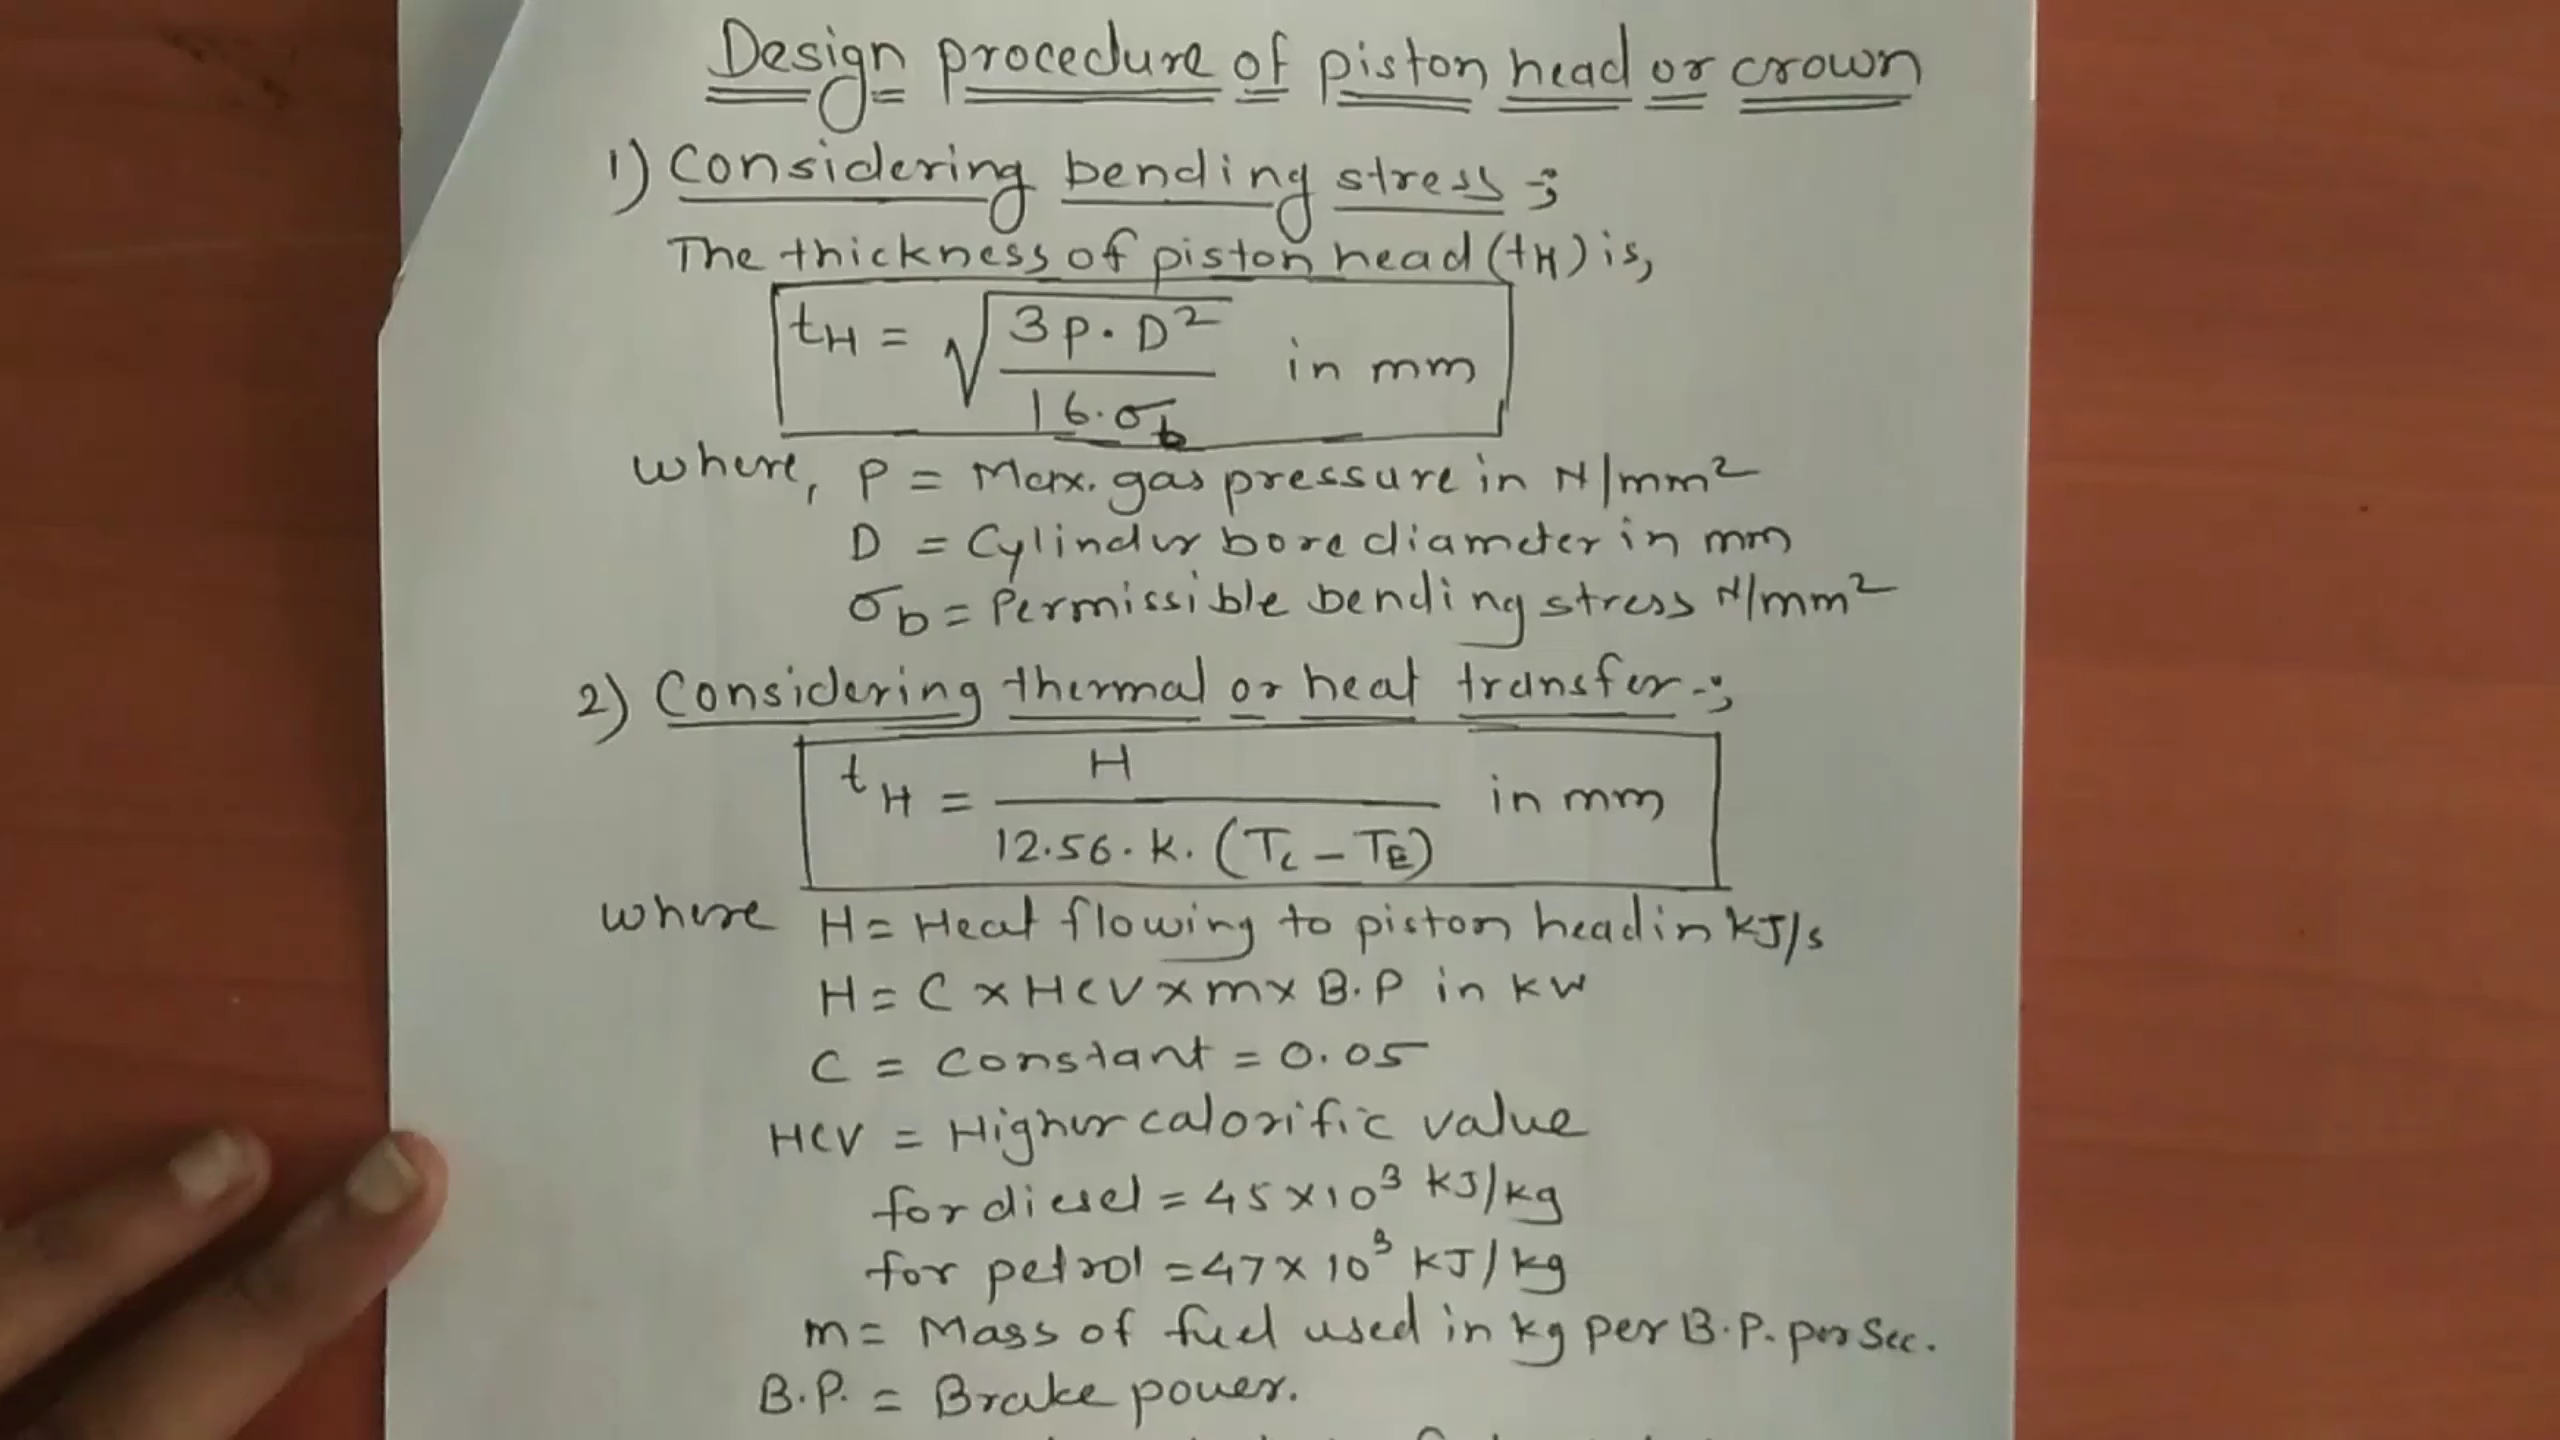 Design procedure of piston head or crown
1) Considering bending stress :-
The thickness of piston head (tH) is,
tH = √(3p·D² / 16·σb) in mm
where, P = Max. gas pressure in N/mm²
D = Cylinder bore diameter in mm
σb = Permissible bending stress N/mm²
2) Considering thermal or heat transfer :-
tH = H / 12.56·k·(Tc – TE) in mm
where H = Heat flowing to piston head in kJ/s
H = C × HCV × m × B.P in kW
C = Constant = 0.05
HCV = Higher calorific value
for diesel = 45×10³ kJ/kg
for petrol = 47×10³ kJ/kg
m = Mass of fuel used in kg per B.P. per Sec.
B.P. = Brake power.